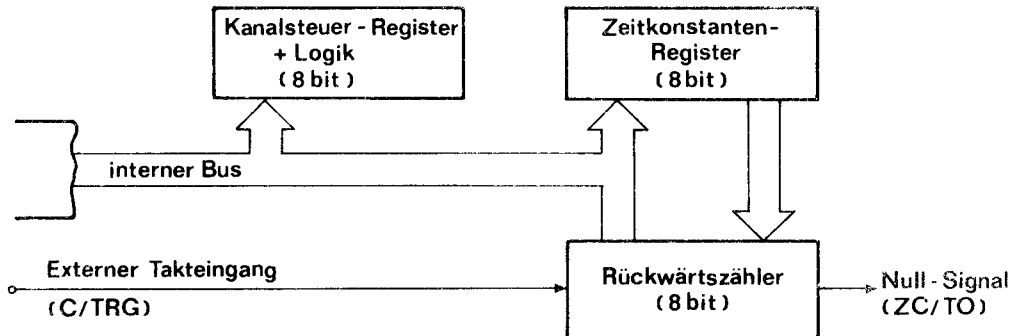 Kanalsteuer - Register
+ Logik
(8 bit)
Zeitkonstanten-
Register
(8 bit)
interner Bus
Externer Takteingang
(C/TRG)
Rückwärtszähler
(8 bit)
Null - Signal
(ZC/TO)